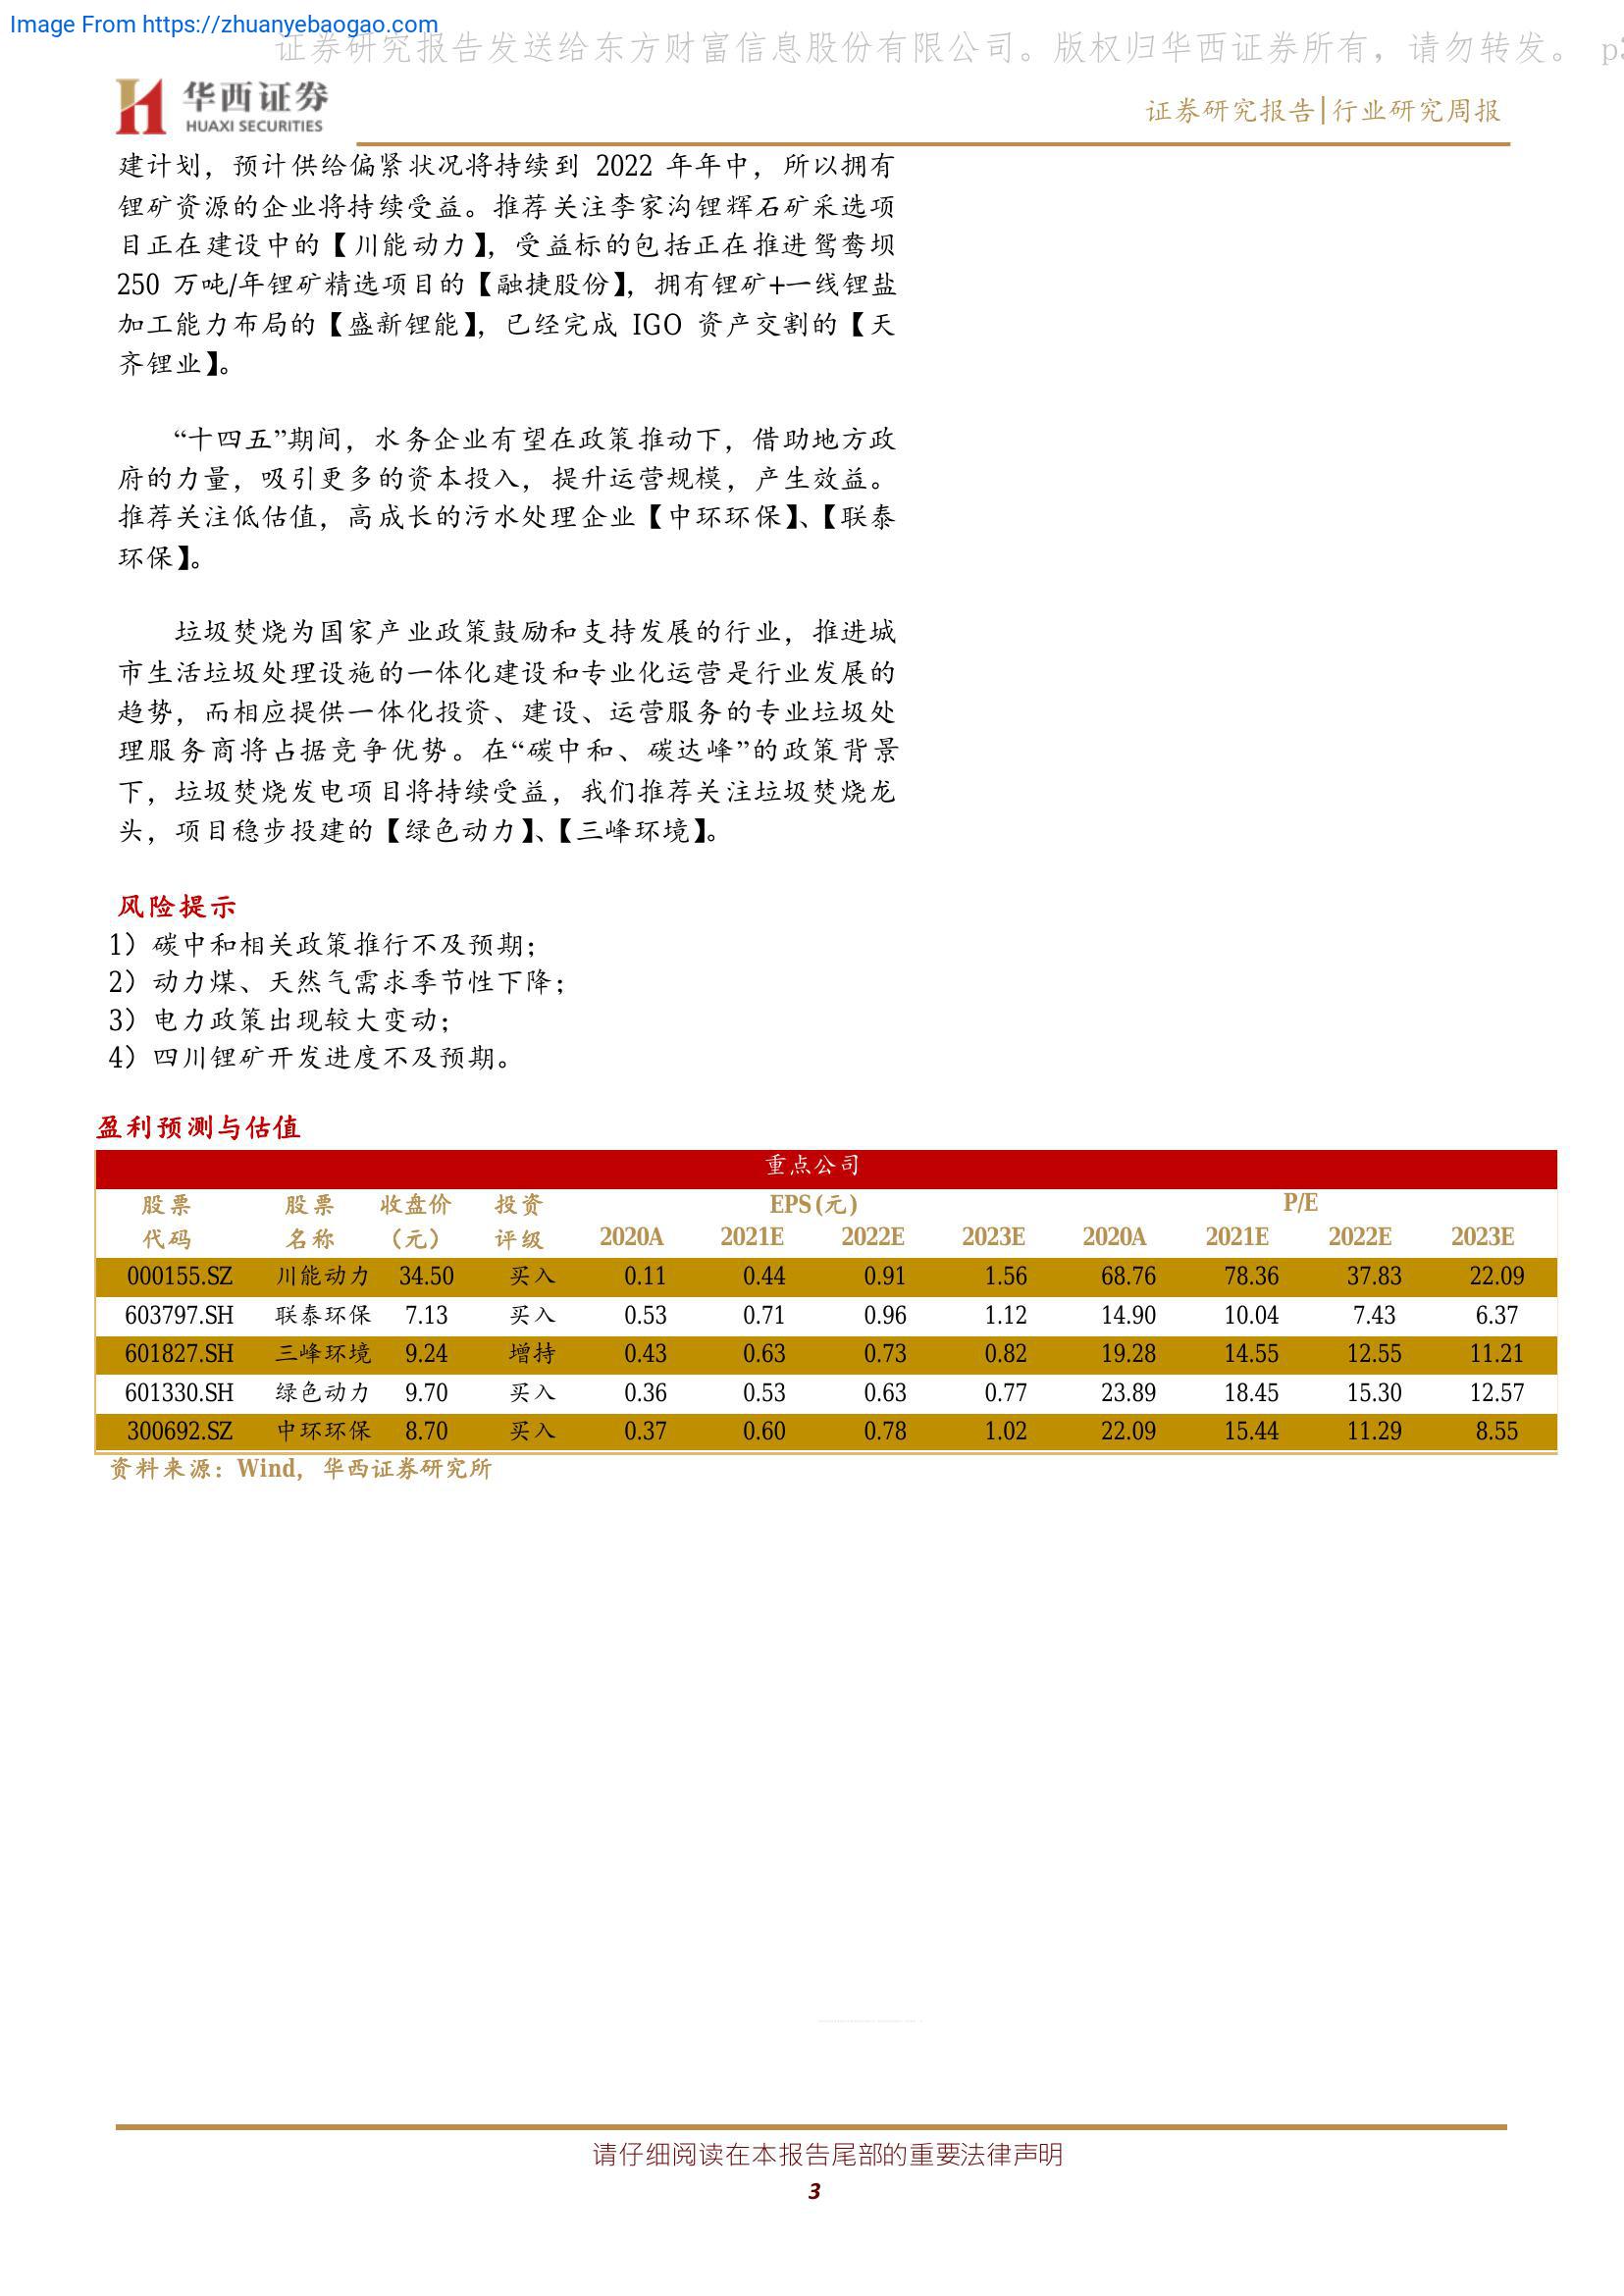 Image From https://zhuanyebaogao.com
证券研究报告发送给东方财富信息股份有限公司。版权归华西证券所有，请勿转发。 p3
华西证券
HUAXI SECURITIES
证券研究报告|行业研究周报
建计划，预计供给偏紧状况将持续到 2022 年年中，所以拥有
锂矿资源的企业将持续受益。推荐关注李家沟锂辉石矿采选项
目正在建设中的【川能动力】，受益标的包括正在推进鸳鸯坝
250 万吨/年锂矿精选项目的【融捷股份】，拥有锂矿+一线锂盐
加工能力布局的【盛新锂能】，已经完成 IGO 资产交割的【天
齐锂业】。
“十四五”期间，水务企业有望在政策推动下，借助地方政
府的力量，吸引更多的资本投入，提升运营规模，产生效益。
推荐关注低估值，高成长的污水处理企业【中环环保】、【联泰
环保】。
垃圾焚烧为国家产业政策鼓励和支持发展的行业，推进城
市生活垃圾处理设施的一体化建设和专业化运营是行业发展的
趋势，而相应提供一体化投资、建设、运营服务的专业垃圾处
理服务商将占据竞争优势。在“碳中和、碳达峰”的政策背景
下，垃圾焚烧发电项目将持续受益，我们推荐关注垃圾焚烧龙
头，项目稳步投建的【绿色动力】、【三峰环境】。
风险提示
1）碳中和相关政策推行不及预期；
2）动力煤、天然气需求季节性下降；
3）电力政策出现较大变动；
4）四川锂矿开发进度不及预期。
盈利预测与估值
重点公司
股票 股票 收盘价 投资 EPS(元) P/E
代码 名称 （元） 评级 2020A 2021E 2022E 2023E 2020A 2021E 2022E 2023E
000155.SZ 川能动力 34.50 买入 0.11 0.44 0.91 1.56 68.76 78.36 37.83 22.09
603797.SH 联泰环保 7.13 买入 0.53 0.71 0.96 1.12 14.90 10.04 7.43 6.37
601827.SH 三峰环境 9.24 增持 0.43 0.63 0.73 0.82 19.28 14.55 12.55 11.21
601330.SH 绿色动力 9.70 买入 0.36 0.53 0.63 0.77 23.89 18.45 15.30 12.57
300692.SZ 中环环保 8.70 买入 0.37 0.60 0.78 1.02 22.09 15.44 11.29 8.55
资料来源：Wind，华西证券研究所
请仔细阅读在本报告尾部的重要法律声明
3